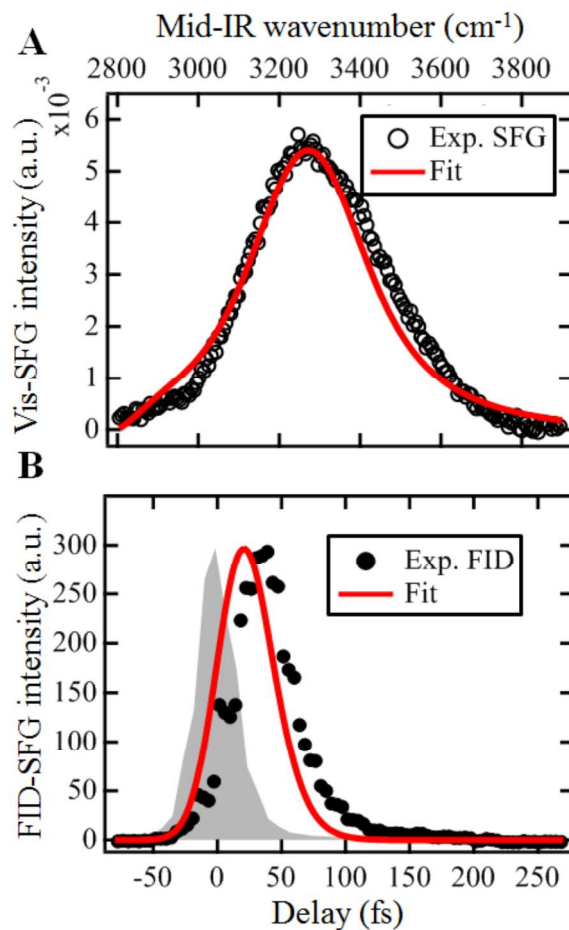 Mid-IR wavenumber (cm⁻¹)
A
2800 3000 3200 3400 3600 3800
x10⁻³
Vis-SFG intensity (a.u.)
6
5
4
3
2
1
0
Exp. SFG
Fit
B
FID-SFG intensity (a.u.)
300
250
200
150
100
50
0
Exp. FID
Fit
-50 0 50 100 150 200 250
Delay (fs)